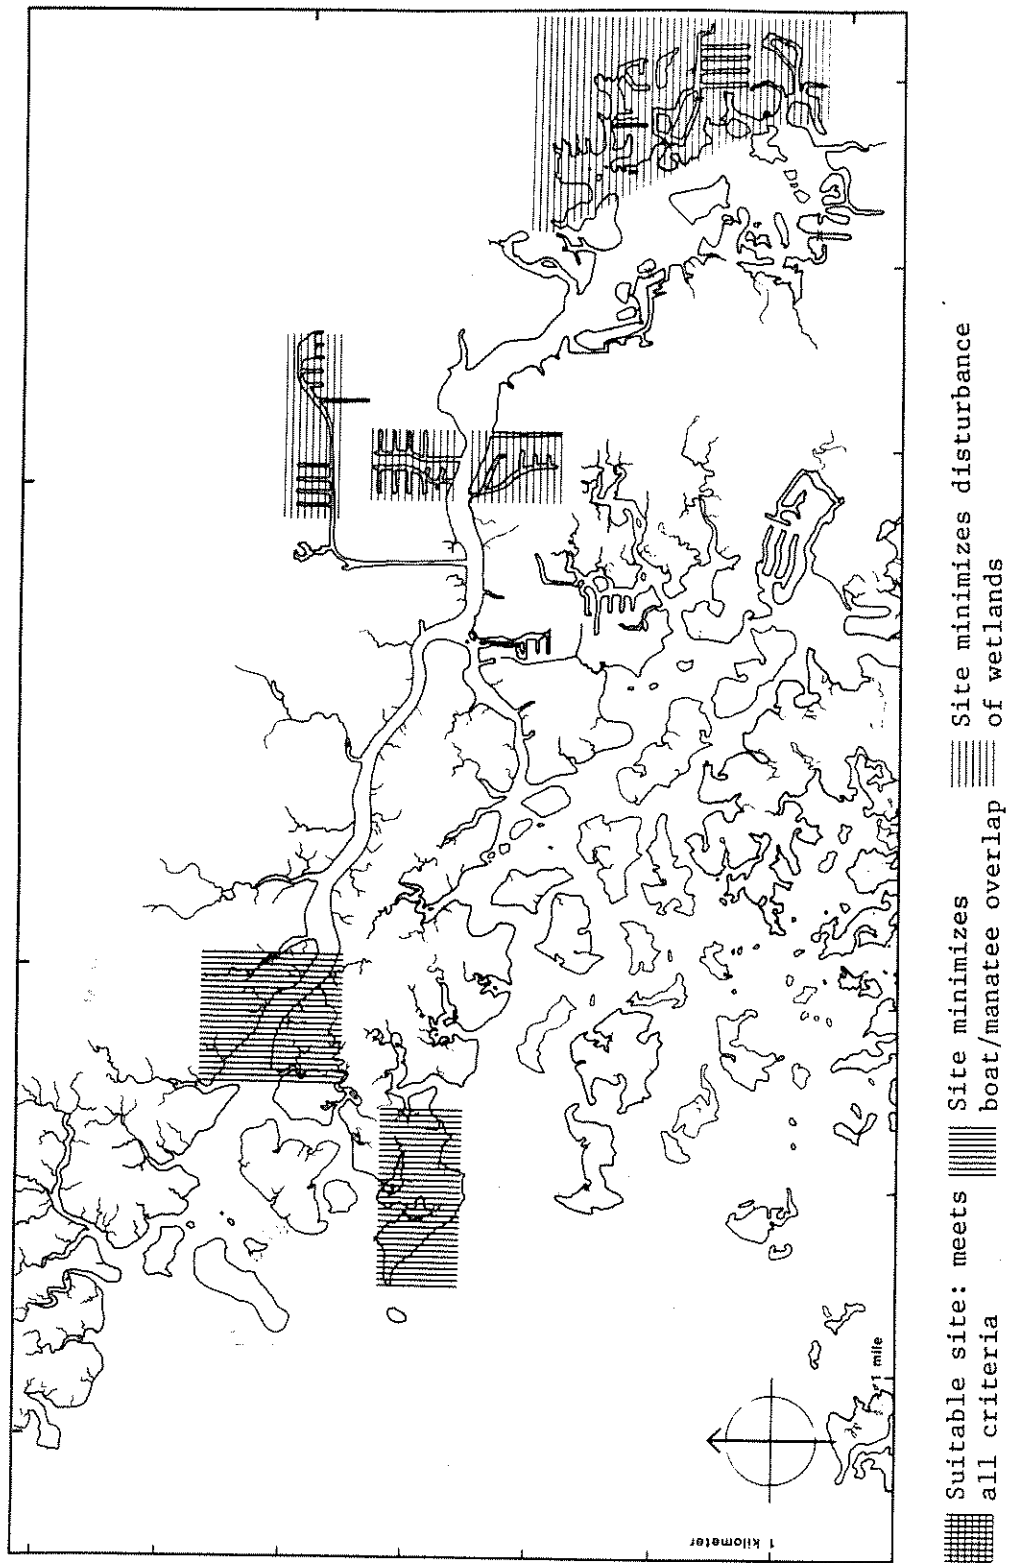 1 mile
1 kilometer
Suitable site: meets
all criteria
Site minimizes
boat/manatee overlap
Site minimizes disturbance
of wetlands